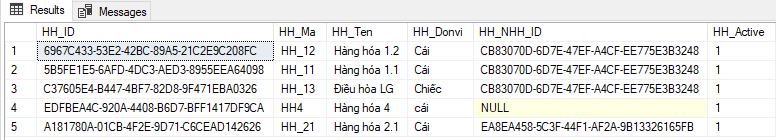 Results Messages
HH_ID HH_Ma HH_Ten HH_Donvi HH_NHH_ID HH_Active
1 6967C433-53E2-42BC-89A5-21C2E9C208FC HH_12 Hàng hóa 1.2 Cái CB83070D-6D7E-47EF-A4CF-EE775E3B3248 1
2 5B5FE1E5-6AFD-4DC3-AED3-8955EEA64098 HH_11 Hàng hóa 1.1 Cái CB83070D-6D7E-47EF-A4CF-EE775E3B3248 1
3 C37605E4-B447-4BF7-82D8-9F471EBA0326 HH_13 Điều hòa LG Chiếc CB83070D-6D7E-47EF-A4CF-EE775E3B3248 1
4 EDFBEA4C-920A-4408-B6D7-BFF1417DF9CA HH4 Hàng hóa 4 cái NULL 1
5 A181780A-01CB-4F2E-9D71-C6CEAD142626 HH_21 Hàng hóa 2.1 Cái EA8EA458-5C3F-44F1-AF2A-9B13326165FB 1